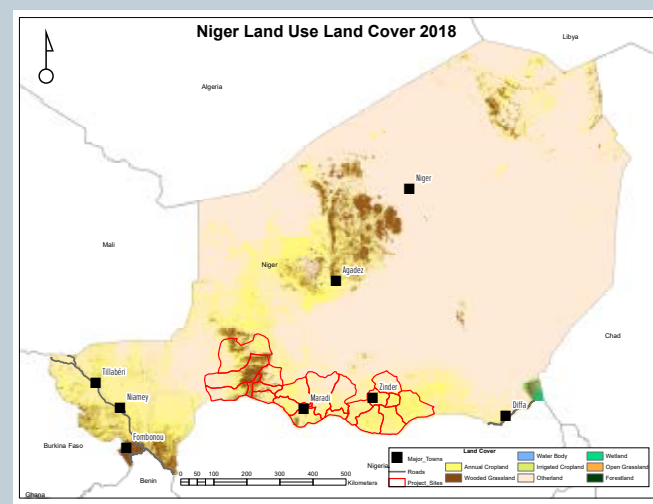 Niger Land Use Land Cover 2018
Libya
Algeria
Niger
Mali
Niger
Agadez
Chad
Tillabéri
Zinder
Niamey
Maradi
Diffa
Fombonou
Burkina Faso
Nigeria
Benin
Ghana
0 50 100 200 300 400 500
Kilometers
Land Cover
Major_Towns
Roads
Project_Sites
Annual Cropland
Wooded Grassland
Water Body
Irrigated Cropland
Otherland
Wetland
Open Grassland
Forestland